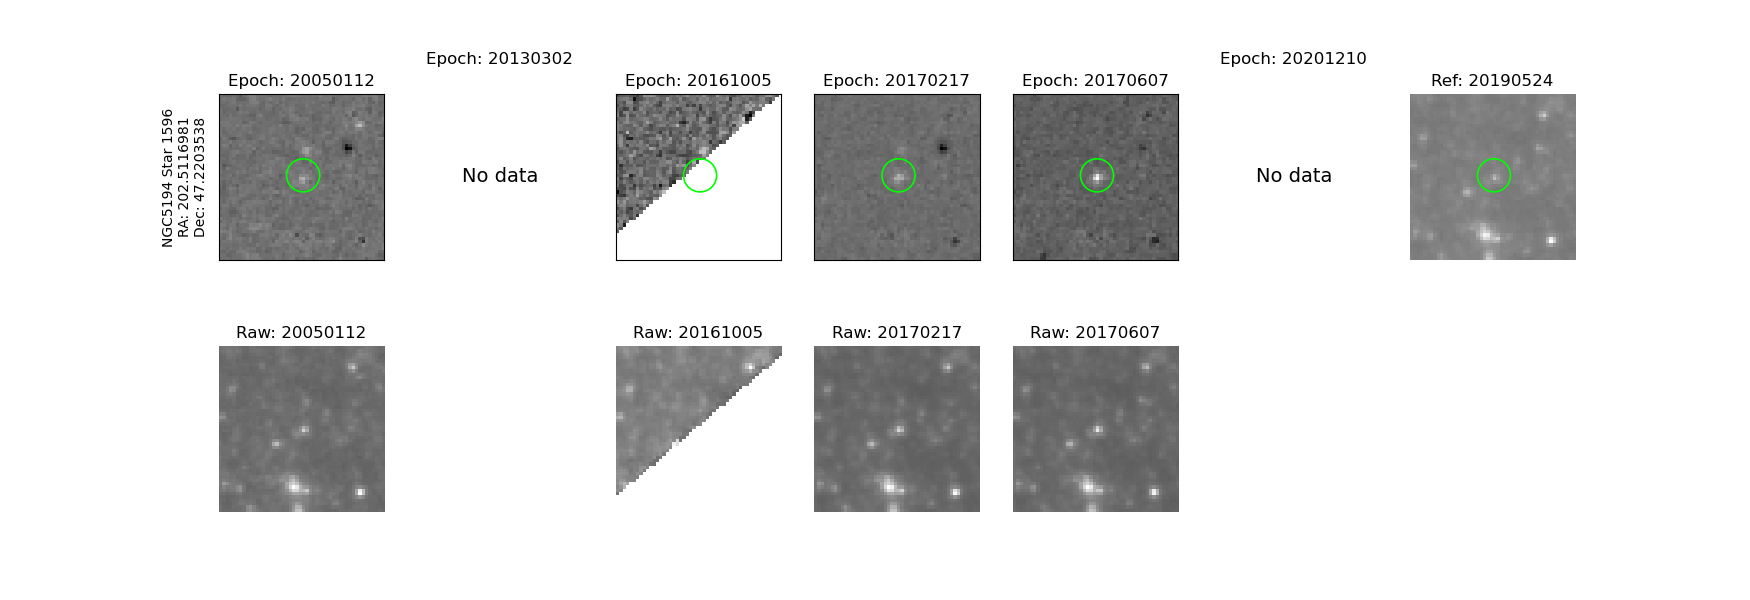 Epoch: 20130302
Epoch: 20201210
Epoch: 20050112
Epoch: 20161005
Epoch: 20170217
Epoch: 20170607
Ref: 20190524
NGC5194 Star 1596
RA: 202.5116981
Dec: 47.2203538
No data
No data
Raw: 20050112
Raw: 20161005
Raw: 20170217
Raw: 20170607